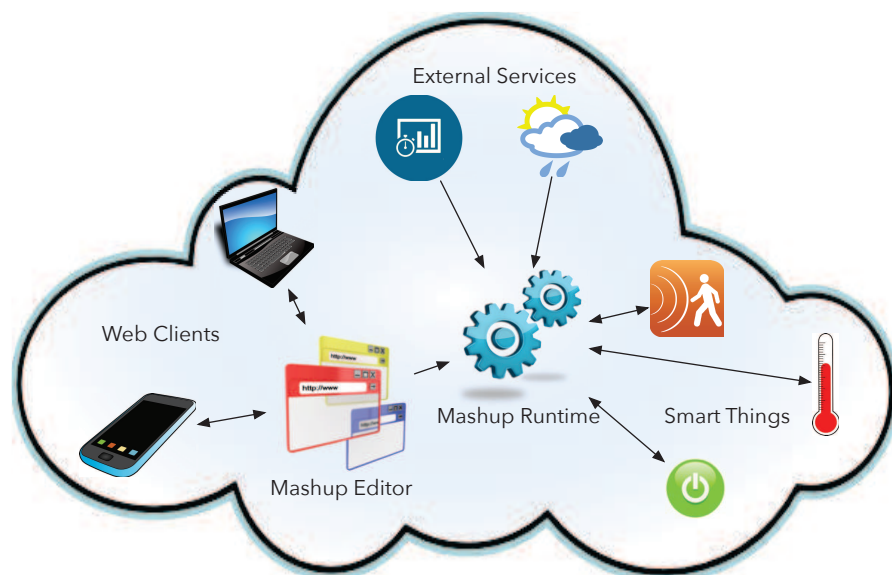 External Services
Web Clients
http://www
http://www
Mashup Runtime
Smart Things
Mashup Editor